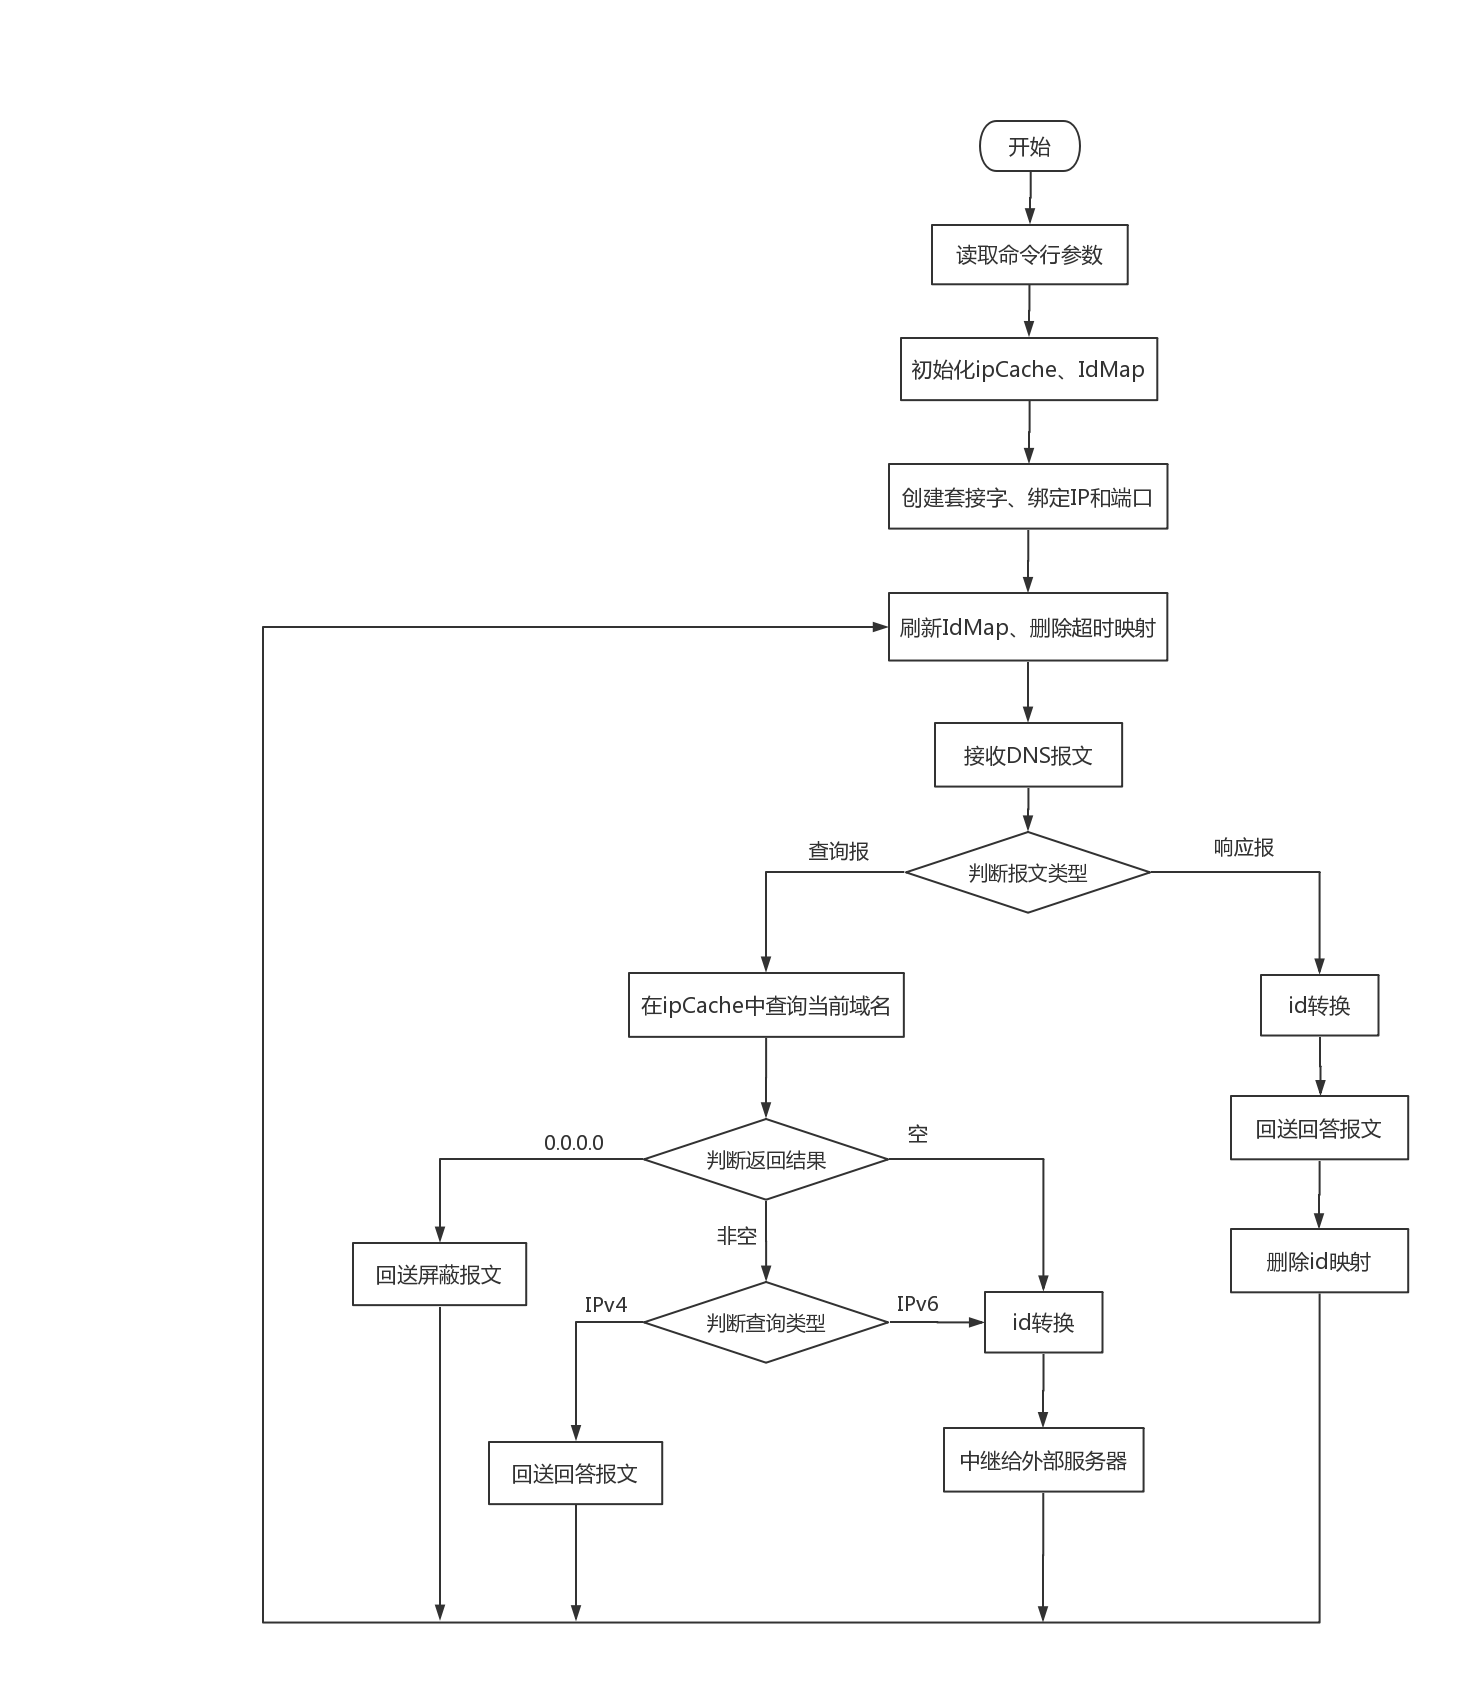 开始
读取命令行参数
初始化ipCache、IdMap
创建套接字、绑定IP和端口
刷新IdMap、删除超时映射
接收DNS报文
查询报
响应报
判断报文类型
在ipCache中查询当前域名
id转换
回送回答报文
0.0.0.0
空
判断返回结果
非空
删除id映射
回送屏蔽报文
IPv4
IPv6
判断查询类型
id转换
回送回答报文
中继给外部服务器